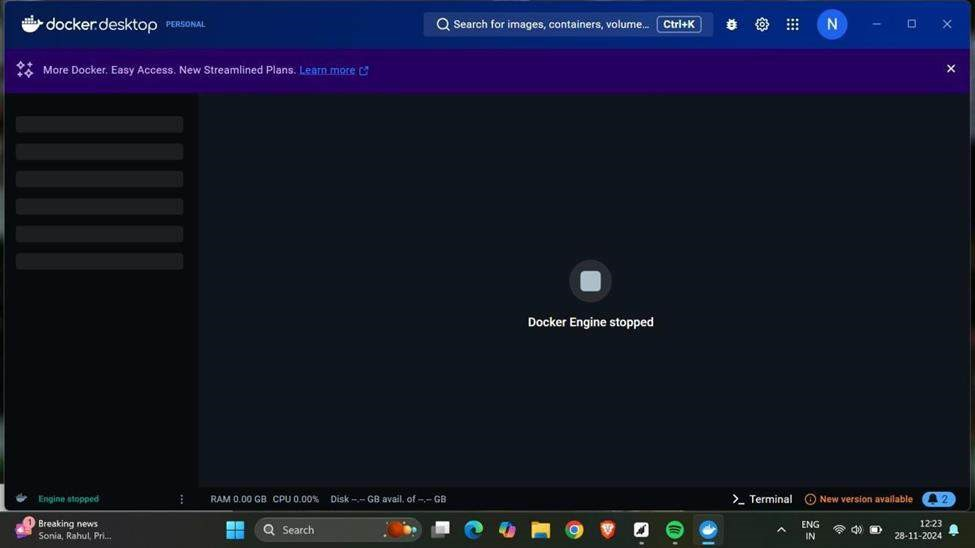 docker.desktop PERSONAL
Search for images, containers, volume... Ctrl+K
N
More Docker. Easy Access. New Streamlined Plans. Learn more
Docker Engine stopped
Engine stopped
RAM 0.00 GB CPU 0.00% Disk --.-- GB avail. of --.-- GB
>_ Terminal
New version available
2
1
Breaking news
Sonia, Rahul, Pri...
Search
ENG
IN
12:23
28-11-2024